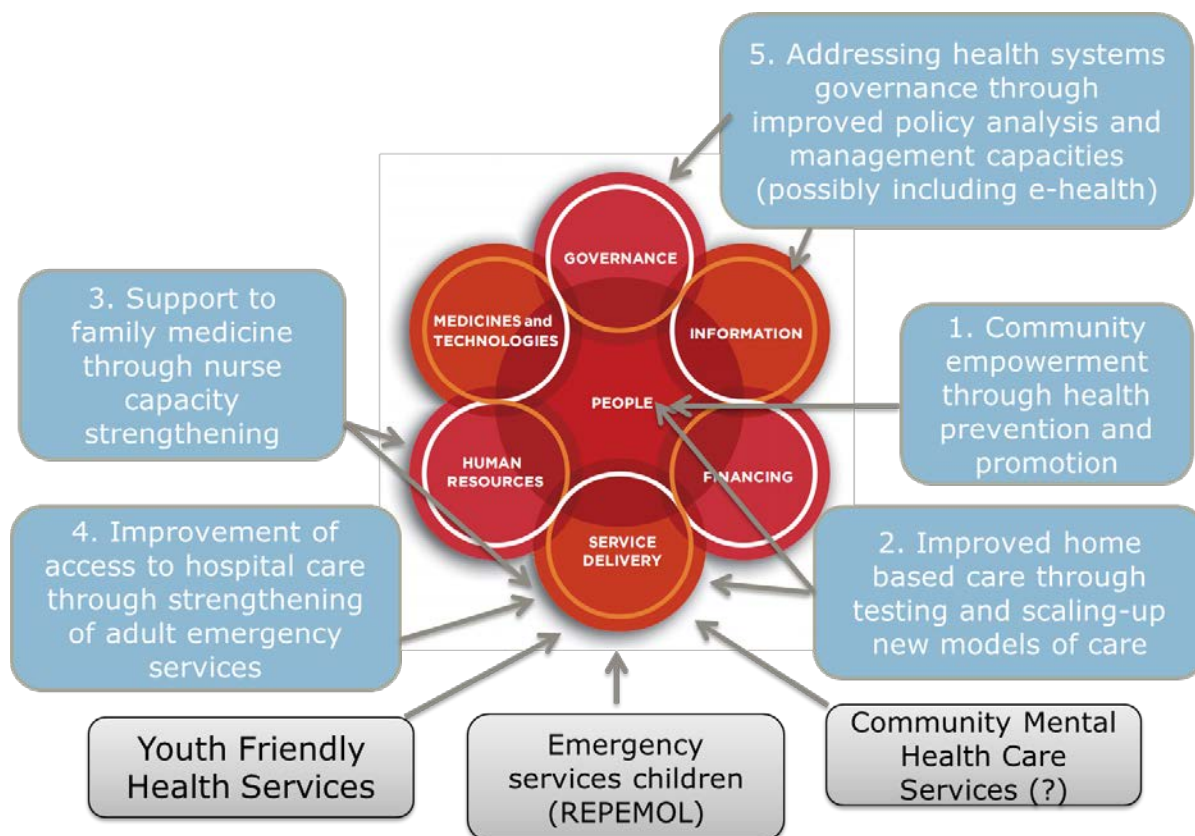 5. Addressing health systems
governance through
improved policy analysis and
management capacities
(possibly including e-health)
GOVERNANCE
3. Support to
family medicine
through nurse
capacity
strengthening
MEDICINES and
TECHNOLOGIES
INFORMATION
1. Community
empowerment
through health
prevention and
promotion
PEOPLE
HUMAN
RESOURCES
FINANCING
4. Improvement of
access to hospital care
through strengthening
of adult emergency
services
SERVICE
DELIVERY
2. Improved home
based care through
testing and scaling-up
new models of care
Youth Friendly
Health Services
Emergency
services children
(REPEMOL)
Community Mental
Health Care
Services (?)